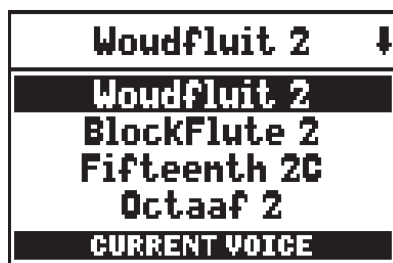 Woudfluit 2 ⬇
Woudfluit 2
BlockFlute 2
Fifteenth 2C
Octaaf 2
CURRENT VOICE